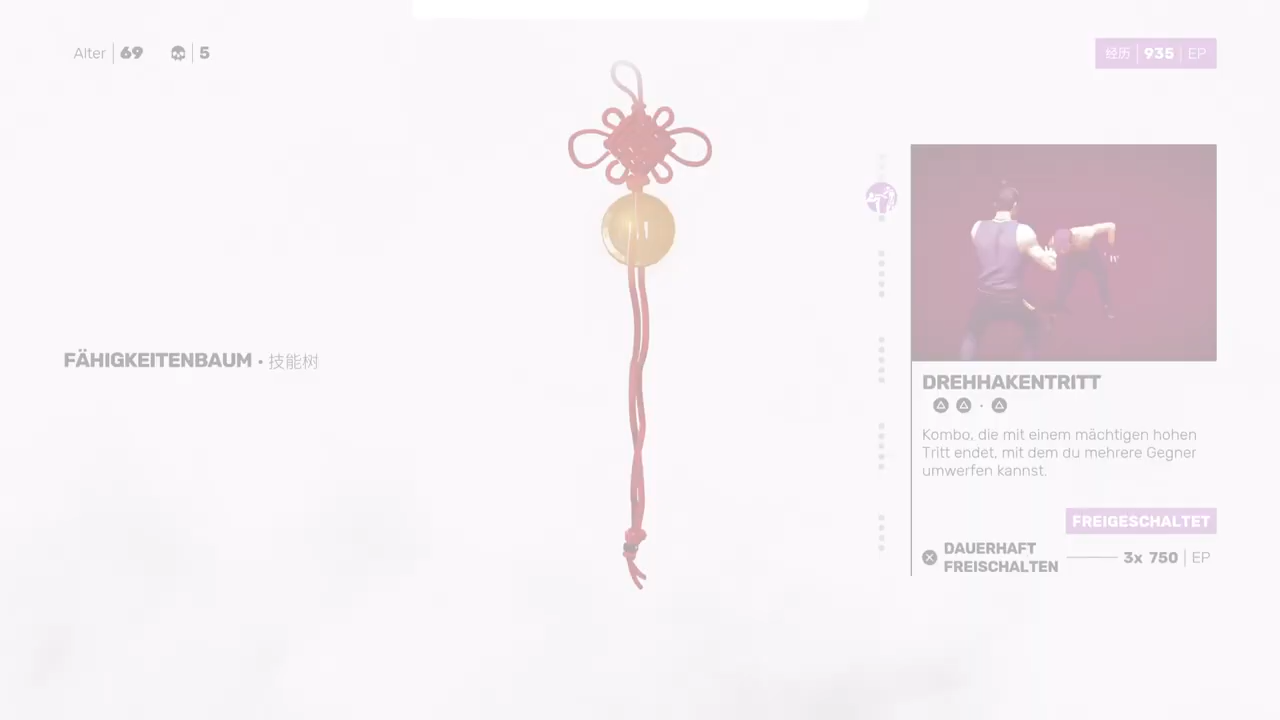 Alter | 69 5
经历 | 935 | EP
FÄHIGKEITENBAUM · 技能树
DREHHAKENTRITT
Kombo, die mit einem mächtigen hohen
Tritt endet, mit dem du mehrere Gegner
umwerfen kannst.
FREIGESCHALTET
DAUERHAFT
FREISCHALTEN
3x 750 | EP